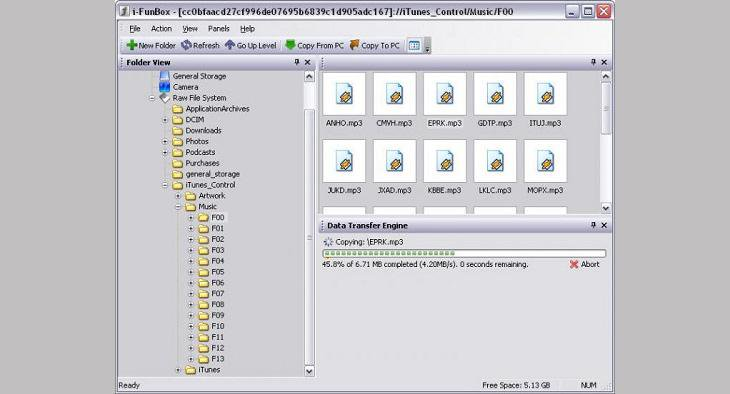 i-FunBox - [cc0bfaacd27cf996de07695b6839c1d905adc167]://iTunes_Control/Music/F00
File Action View Panels Help
New Folder Refresh Go Up Level Copy From PC Copy To PC
Folder View
General Storage
Camera
Raw File System
ApplicationArchives
DCIM
Downloads
Photos
Podcasts
Purchases
general_storage
iTunes_Control
Artwork
Music
F00
F01
F02
F03
F04
F05
F06
F07
F08
F09
F10
F11
F12
F13
iTunes
ANHO.mp3 CMVH.mp3 EPRK.mp3 GDTP.mp3 ITUJ.mp3
JUKD.mp3 JXAD.mp3 KBBE.mp3 LKLC.mp3 MOPX.mp3
Data Transfer Engine
Copying: \EPRK.mp3
45.8% of 6.71 MB completed (4.20MB/s). 0 seconds remaining. Abort
Ready Free Space: 5.13 GB NUM